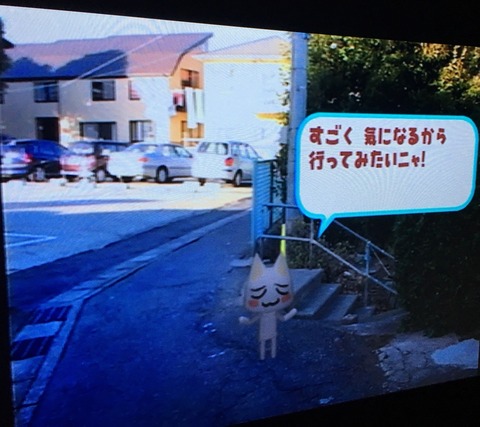 すごく 気になるから
行ってみたいニャ!